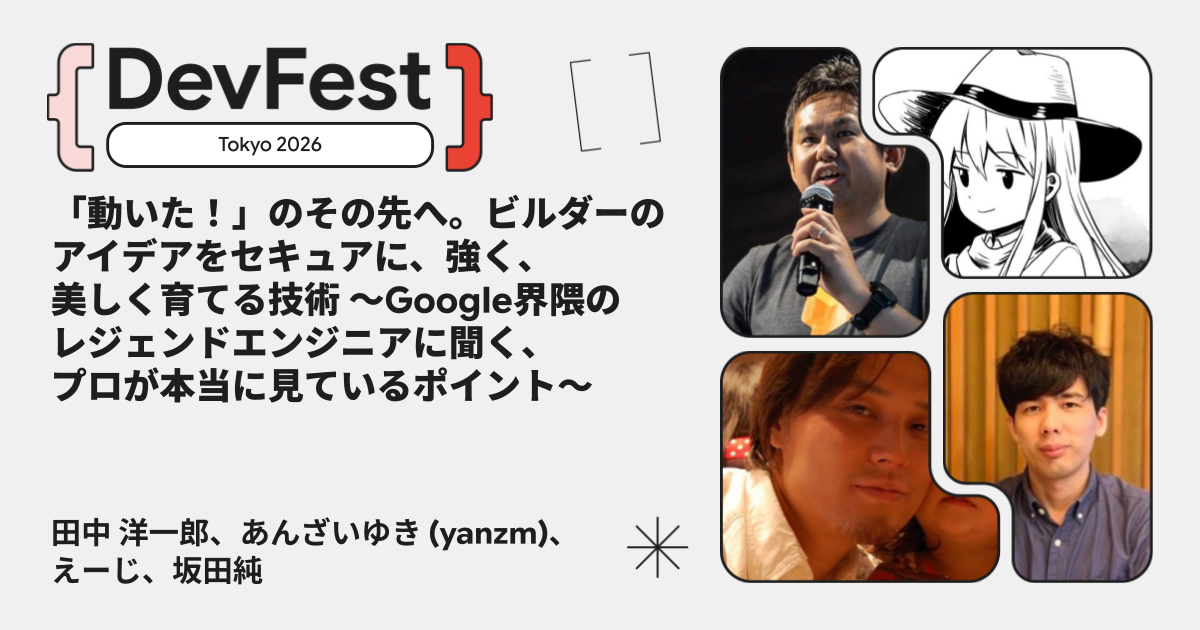 DevFest
Tokyo 2026
「動いた！」のその先へ。ビルダーの
アイデアをセキュアに、強く、
美しく育てる技術 〜Google界隈の
レジェンドエンジニアに聞く、
プロが本当に見ているポイント〜
田中 洋一郎、あんざいゆき (yanzm)、
えーじ、坂田純